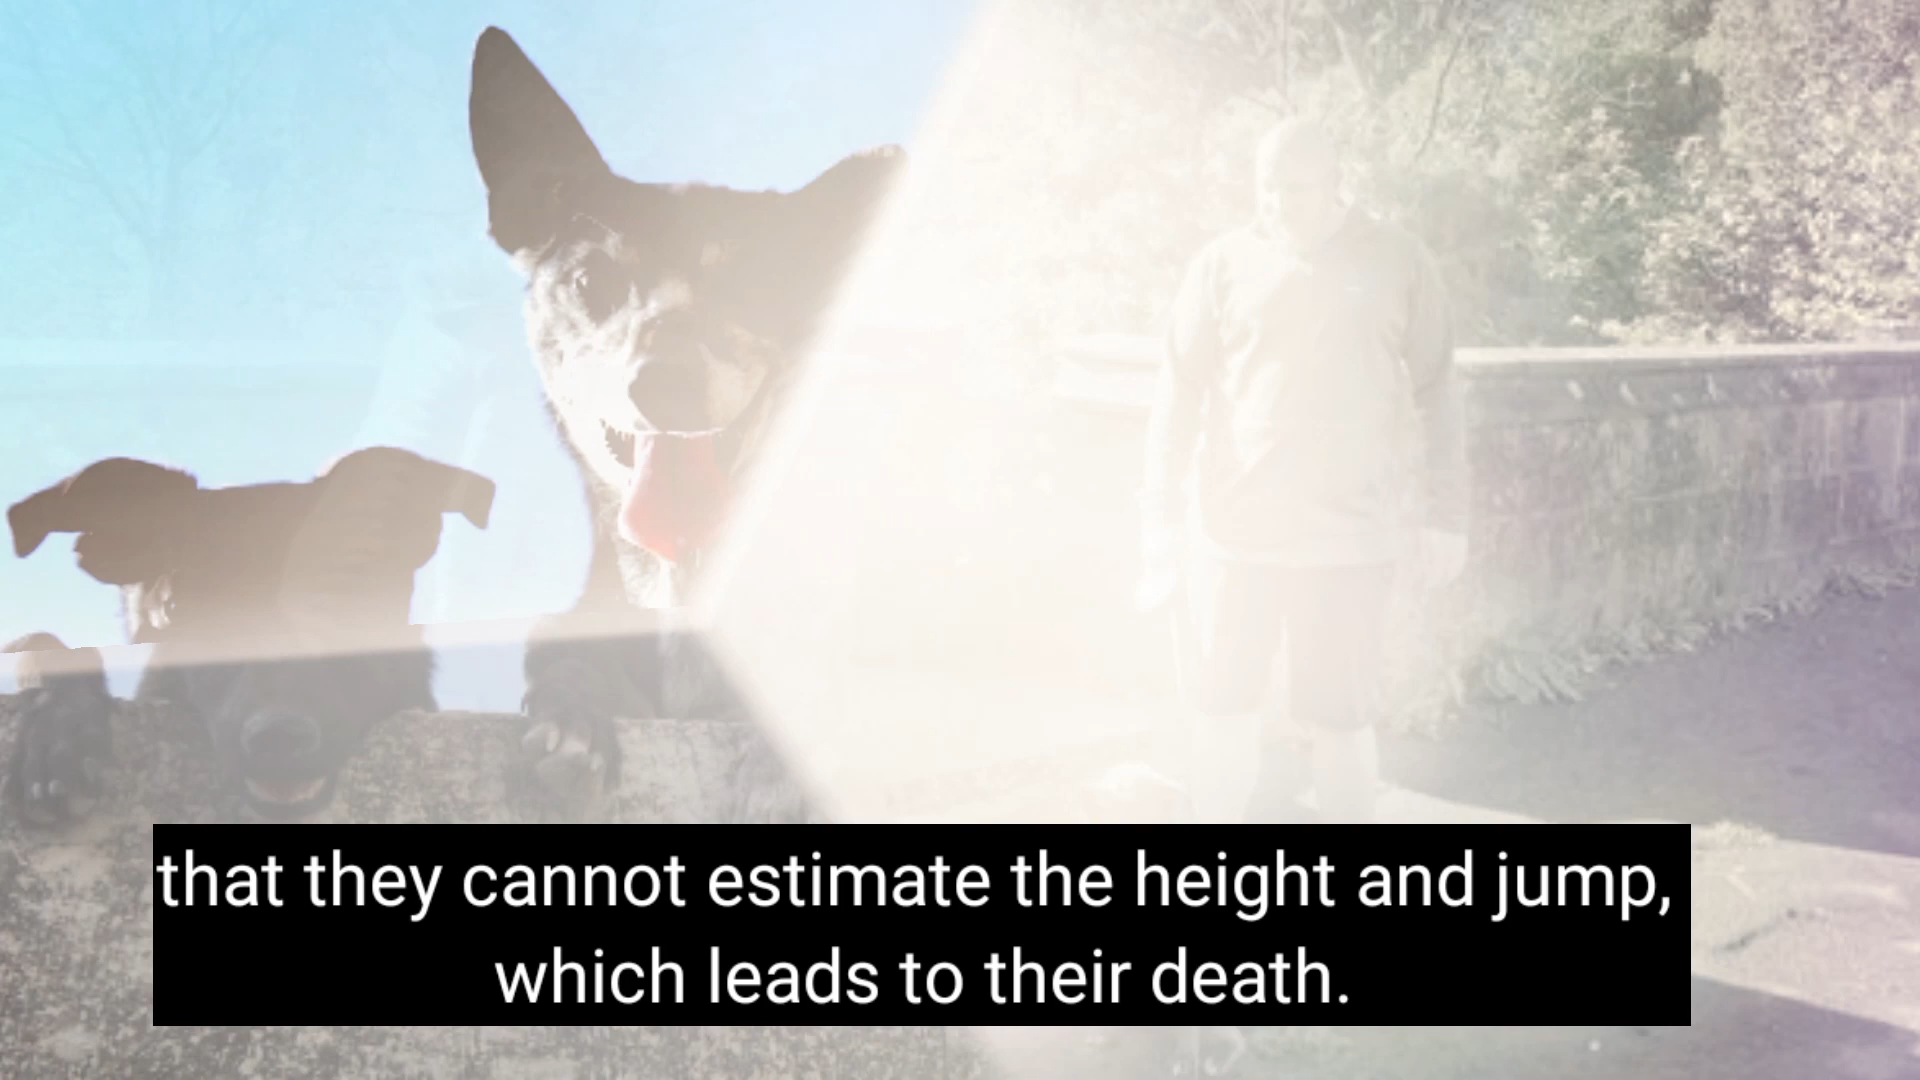 that they cannot estimate the height and jump,
which leads to their death.